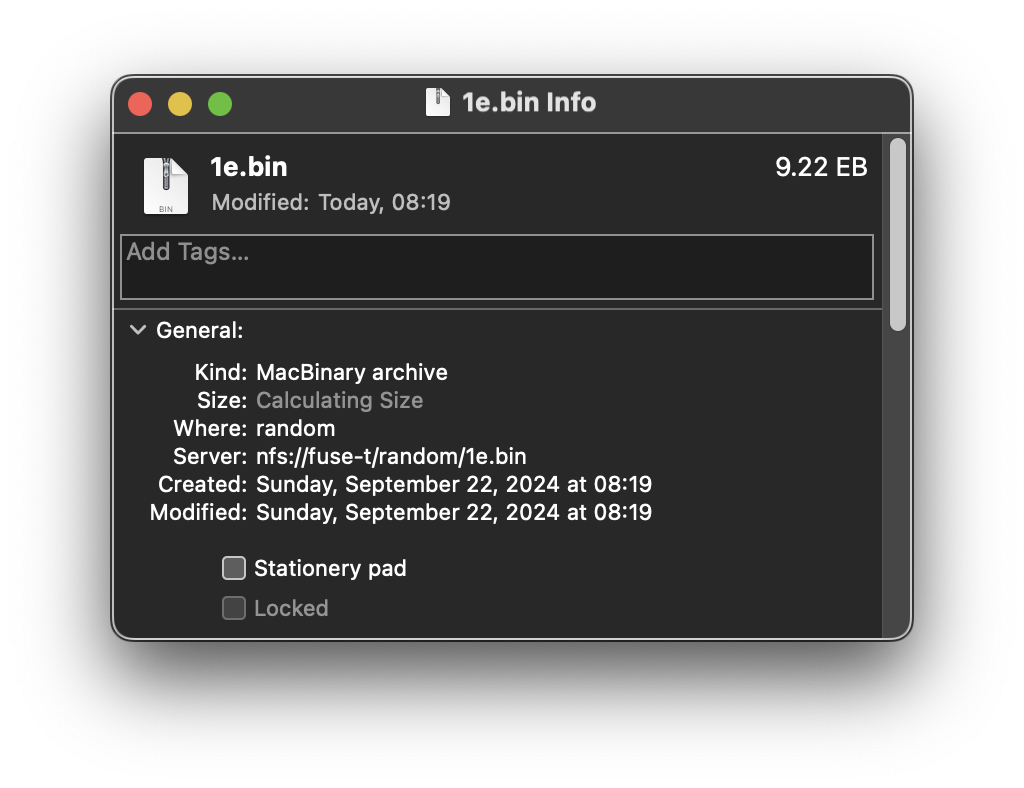 1e.bin Info
1e.bin
9.22 EB
Modified: Today, 08:19
BIN
Add Tags...
General:
Kind: MacBinary archive
Size: Calculating Size
Where: random
Server: nfs://fuse-t/random/1e.bin
Created: Sunday, September 22, 2024 at 08:19
Modified: Sunday, September 22, 2024 at 08:19
Stationery pad
Locked